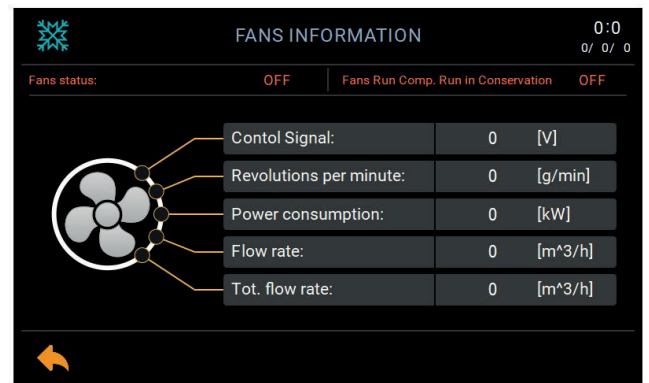 FANS INFORMATION
0:0
0/ 0/ 0
Fans status: OFF Fans Run Comp. Run in Conservation OFF
Contol Signal: 0 [V]
Revolutions per minute: 0 [g/min]
Power consumption: 0 [kW]
Flow rate: 0 [m^3/h]
Tot. flow rate: 0 [m^3/h]